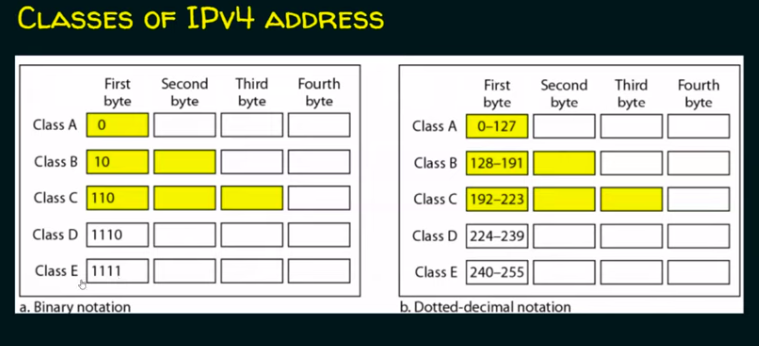 CLASSES OF IPV4 ADDRESS
First Second Third Fourth
byte byte byte byte
Class A 0
Class B 10
Class C 110
Class D 1110
Class E 1111
a. Binary notation
First Second Third Fourth
byte byte byte byte
Class A 0–127
Class B 128–191
Class C 192–223
Class D 224–239
Class E 240–255
b. Dotted-decimal notation